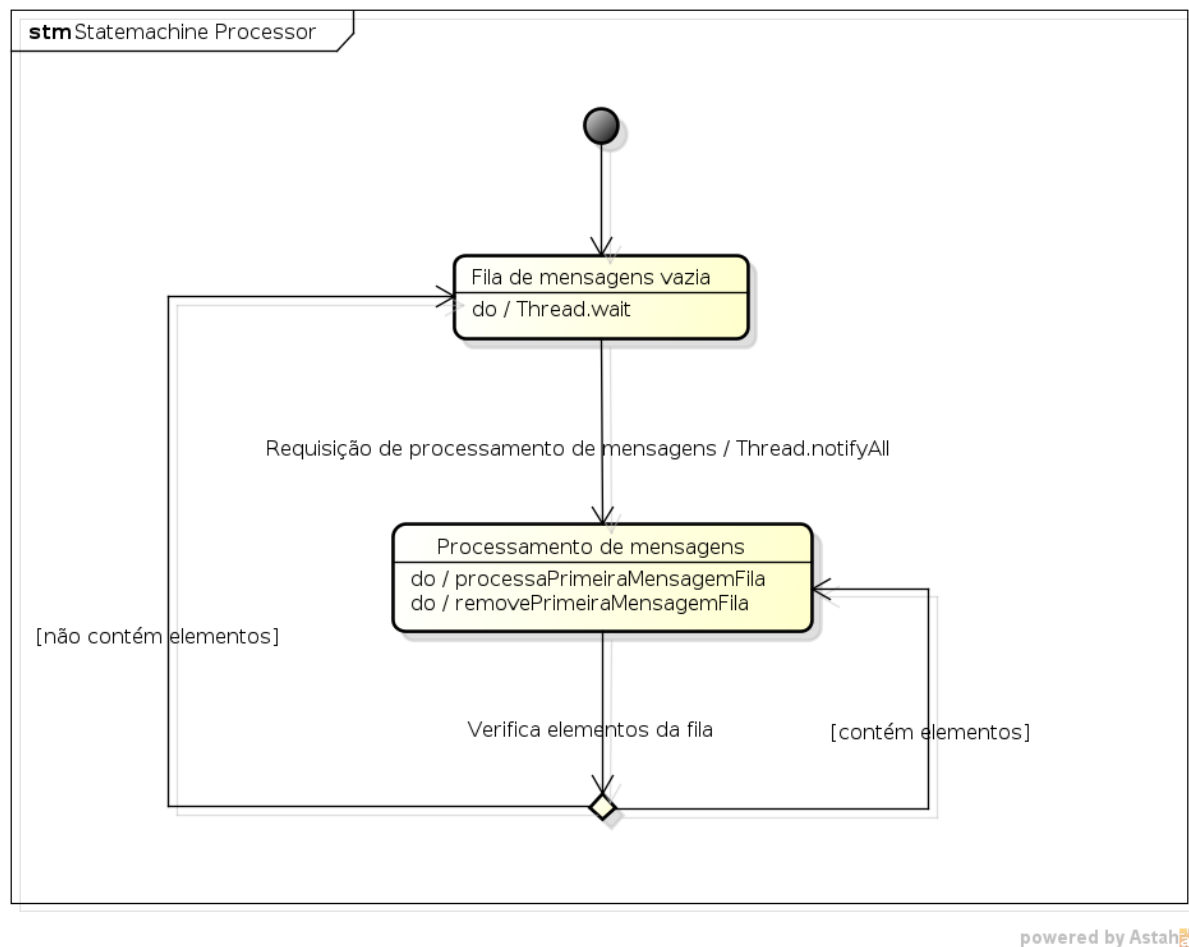 stm Statemachine Processor
Fila de mensagens vazia
do / Thread.wait
Requisição de processamento de mensagens / Thread.notifyAll
Processamento de mensagens
do / processaPrimeiraMensagemFila
do / removePrimeiraMensagemFila
[não contém elementos]
Verifica elementos da fila
[contém elementos]
powered by Astah